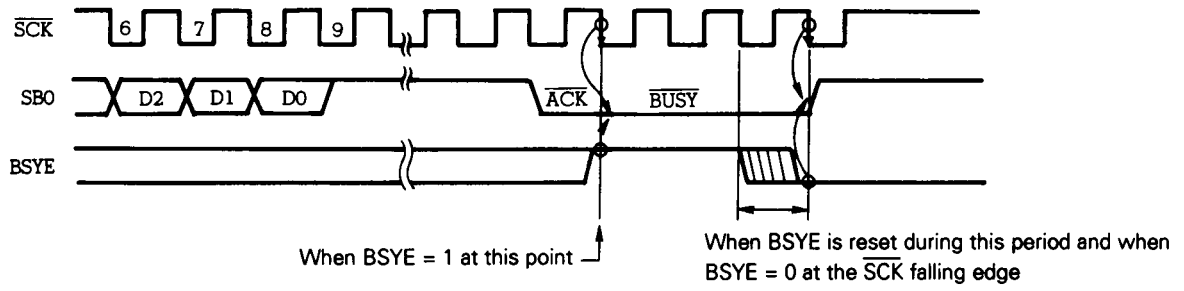 SCK 6 7 8 9
SB0 D2 D1 D0 ACK BUSY
BSYE
When BSYE = 1 at this point
When BSYE is reset during this period and when
BSYE = 0 at the SCK falling edge